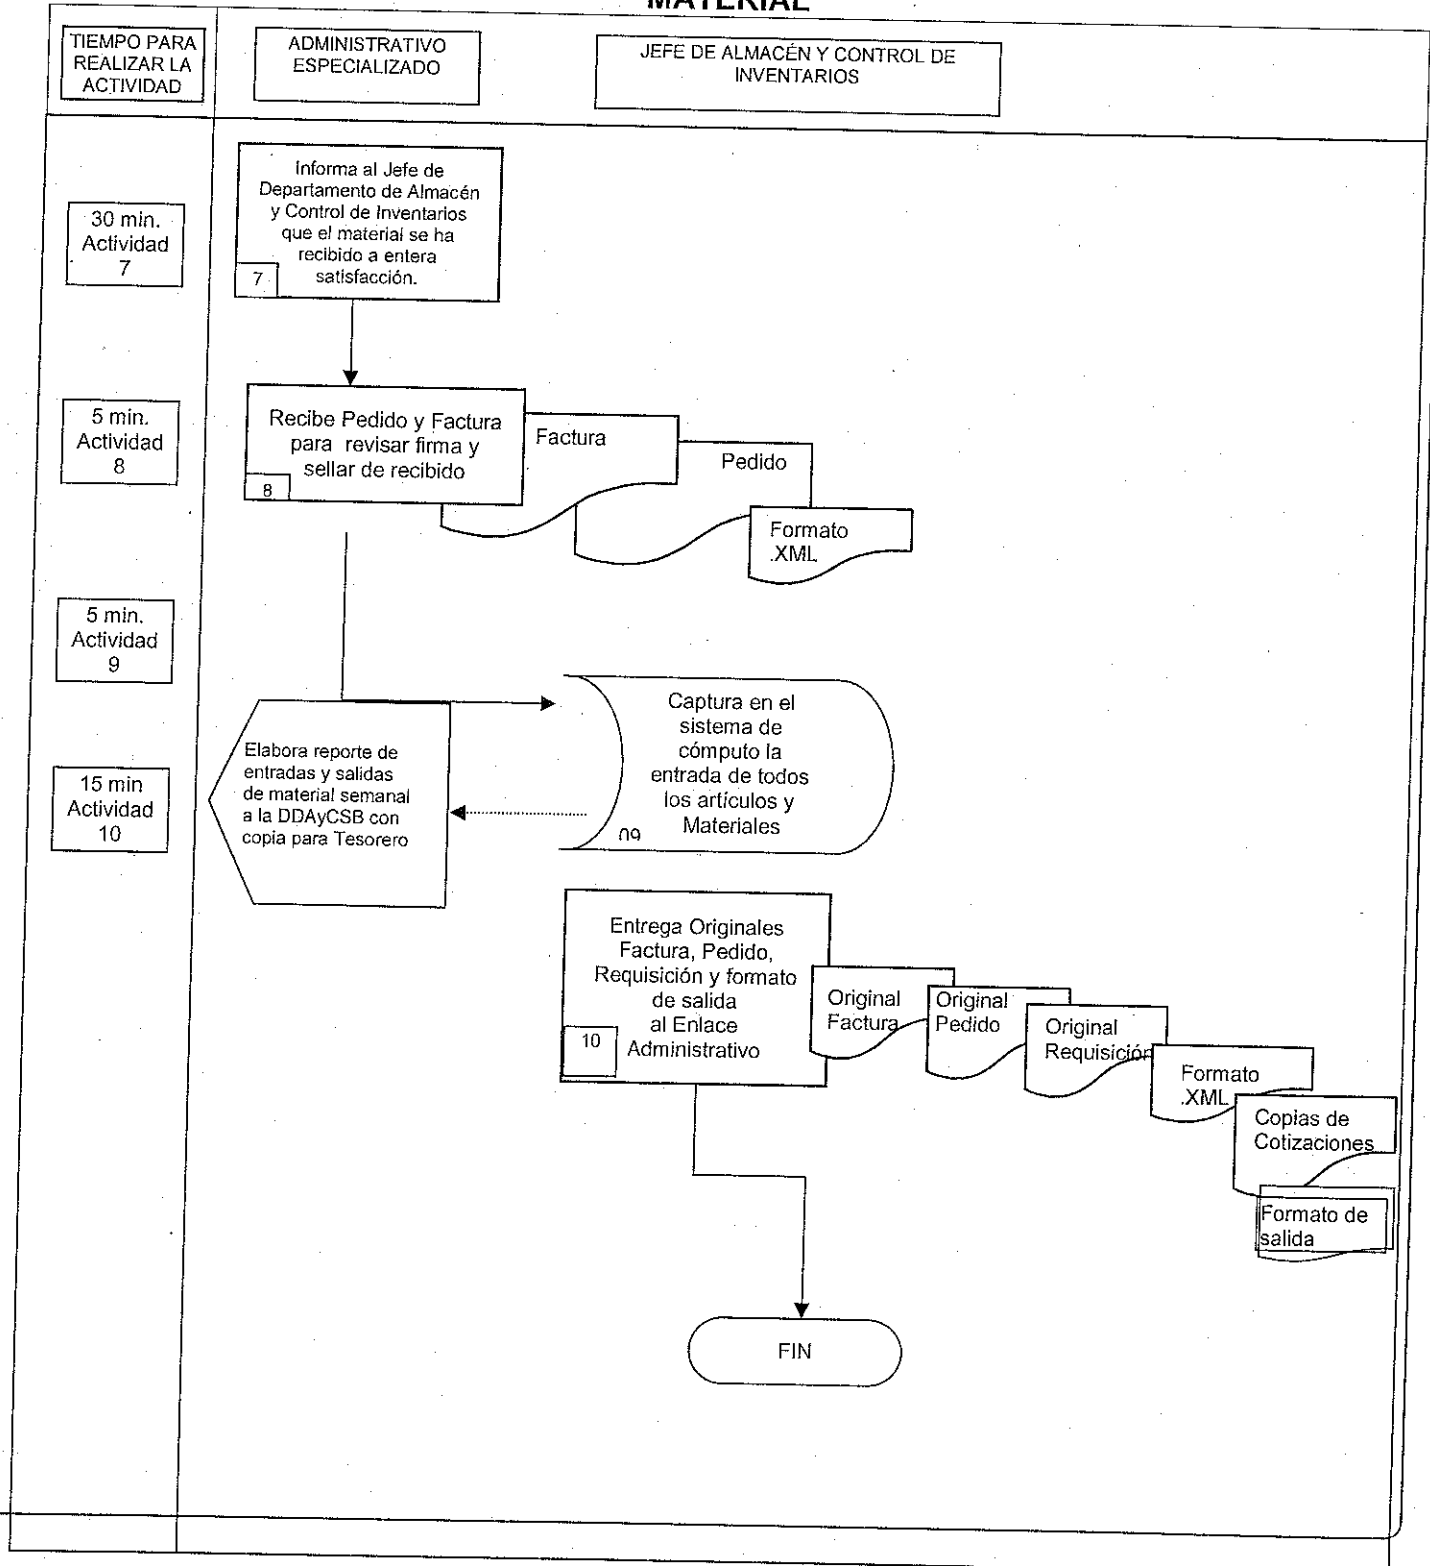 MATERIAL
TIEMPO PARA
REALIZAR LA
ACTIVIDAD
ADMINISTRATIVO
ESPECIALIZADO
JEFE DE ALMACÉN Y CONTROL DE
INVENTARIOS
30 min.
Actividad
7
Informa al Jefe de
Departamento de Almacén
y Control de Inventarios
que el material se ha
recibido a entera
satisfacción.
7
5 min.
Actividad
8
Recibe Pedido y Factura
para revisar firma y
sellar de recibido
8
Factura
Pedido
Formato
.XML
5 min.
Actividad
9
Captura en el
sistema de
cómputo la
entrada de todos
los artículos y
Materiales
09
15 min
Actividad
10
Elabora reporte de
entradas y salidas
de material semanal
a la DDAyCSB con
copia para Tesorero
Entrega Originales
Factura, Pedido,
Requisición y formato
de salida
al Enlace
Administrativo
10
Original
Factura
Original
Pedido
Original
Requisición
Formato
.XML
Copias de
Cotizaciones
Formato de
salida
FIN